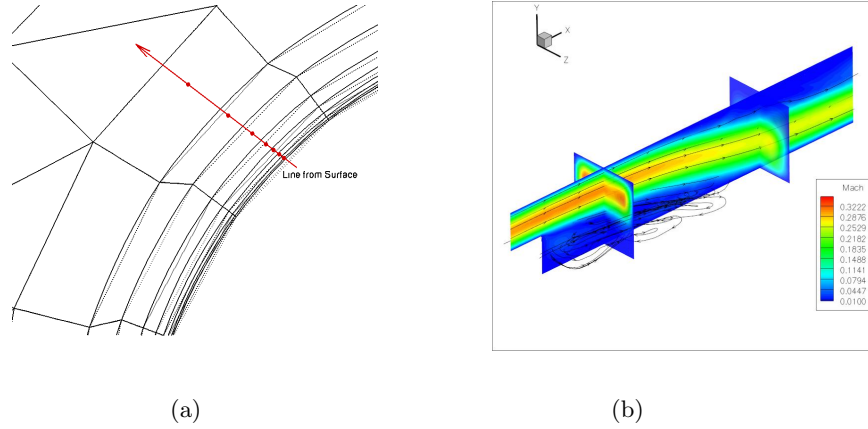 Line from Surface
Y
X
Z
Mach
0.3222
0.2876
0.2529
0.2182
0.1835
0.1488
0.1141
0.0794
0.0447
0.0100
(a)
(b)